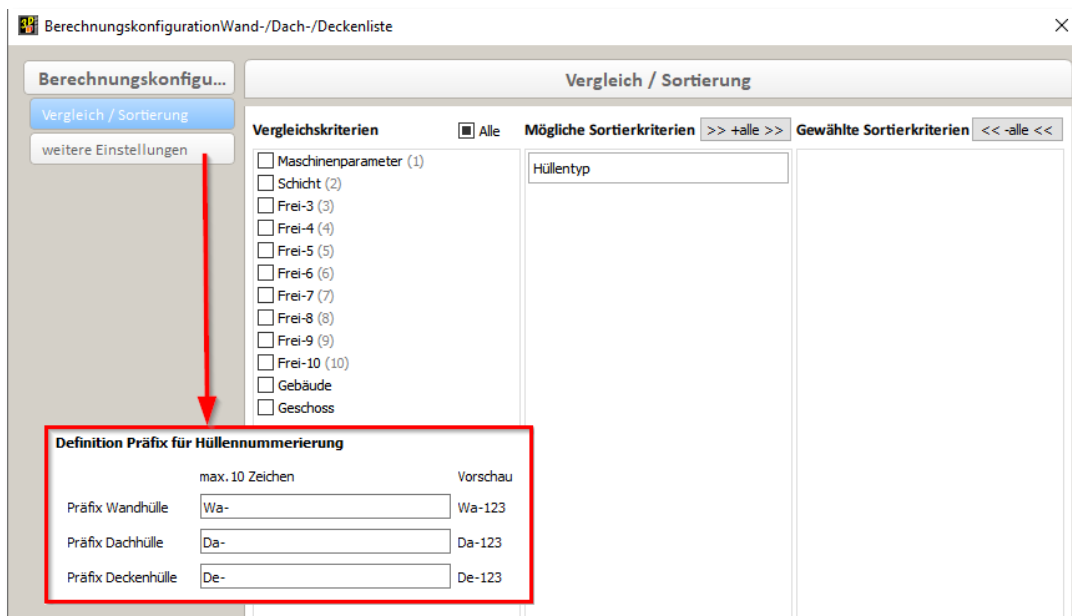 BerechnungskonfigurationWand-/Dach-/Deckenliste
Berechnungskonfigu...
Vergleich / Sortierung
weitere Einstellungen
Vergleich / Sortierung
Vergleichskriterien
Alle
Mögliche Sortierkriterien
>> +alle >>
Gewählte Sortierkriterien
<< -alle <<
Maschinenparameter (1)
Schicht (2)
Frei-3 (3)
Frei-4 (4)
Frei-5 (5)
Frei-6 (6)
Frei-7 (7)
Frei-8 (8)
Frei-9 (9)
Frei-10 (10)
Gebäude
Geschoss
Hüllentyp
Definition Präfix für Hüllennummerierung
max. 10 Zeichen Vorschau
Präfix Wandhülle Wa- Wa-123
Präfix Dachhülle Da- Da-123
Präfix Deckenhülle De- De-123